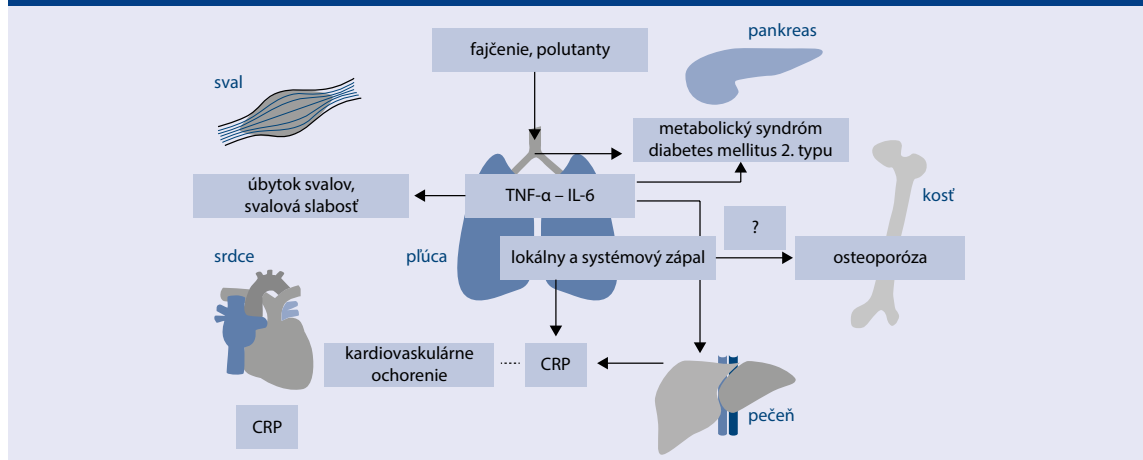 fajčenie, polutanty
pankreas
sval
metabolický syndróm
diabetes mellitus 2. typu
úbytok svalov,
svalová slabosť
TNF-α – IL-6
kosť
?
srdce
pľúca
lokálny a systémový zápal
osteoporóza
kardiovaskulárne
ochorenie
CRP
pečeň
CRP